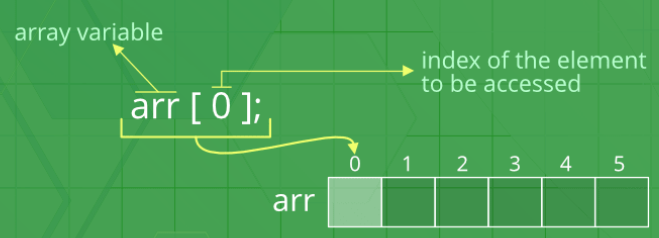 array variable
index of the element
to be accessed
arr [ 0 ];
0 1 2 3 4 5
arr